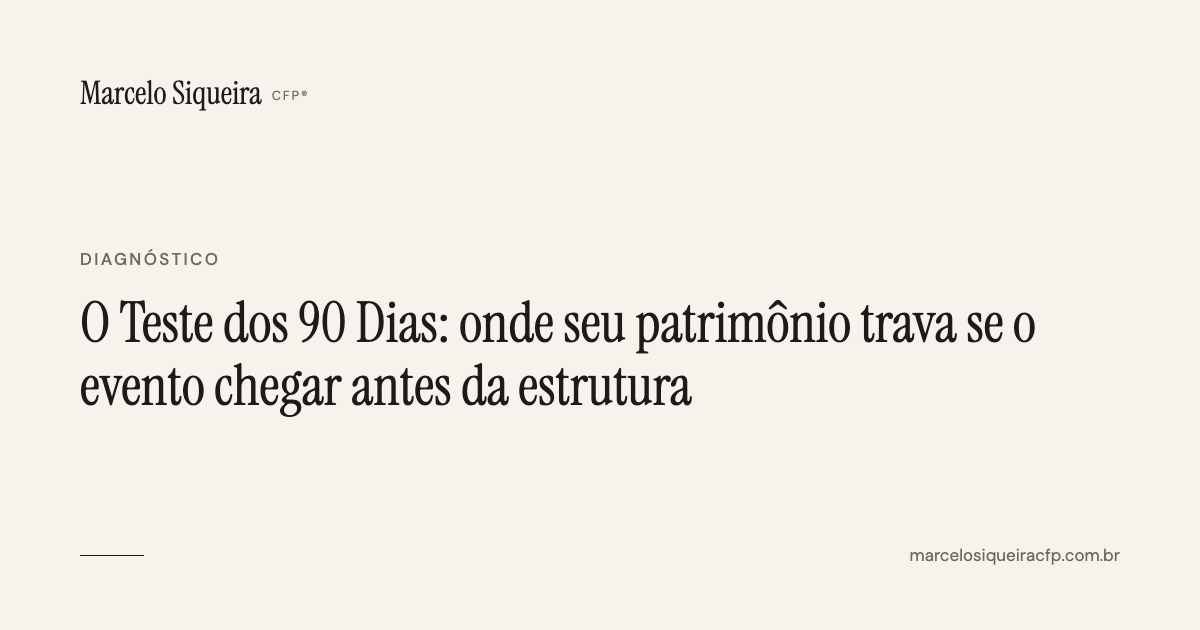 Marcelo Siqueira CFP®
DIAGNÓSTICO
O Teste dos 90 Dias: onde seu patrimônio trava se o
evento chegar antes da estrutura
marcelosiqueiracfp.com.br